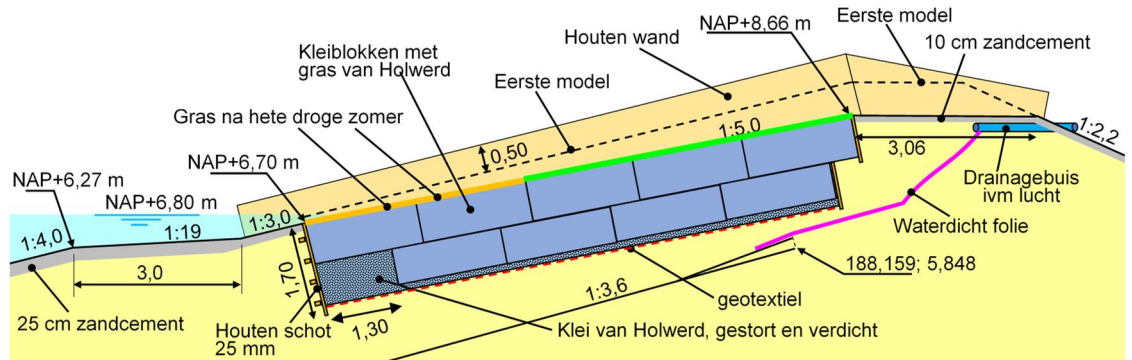 Eerste model
NAP+8,66 m
10 cm zandcement
Houten wand
Kleiblokken met
gras van Holwerd
Eerste model
Gras na hete droge zomer
1:5,0
1:2,2
0,50
3,06
NAP+6,70 m
NAP+6,27 m
NAP+6,80 m
Drainagebuis
ivm lucht
1:3,0
1:19
1:4,0
Waterdicht folie
3,0
1,70
188,159; 5,848
1:3,6
geotextiel
25 cm zandcement
Houten schot
25 mm
1,30
Klei van Holwerd, gestort en verdicht